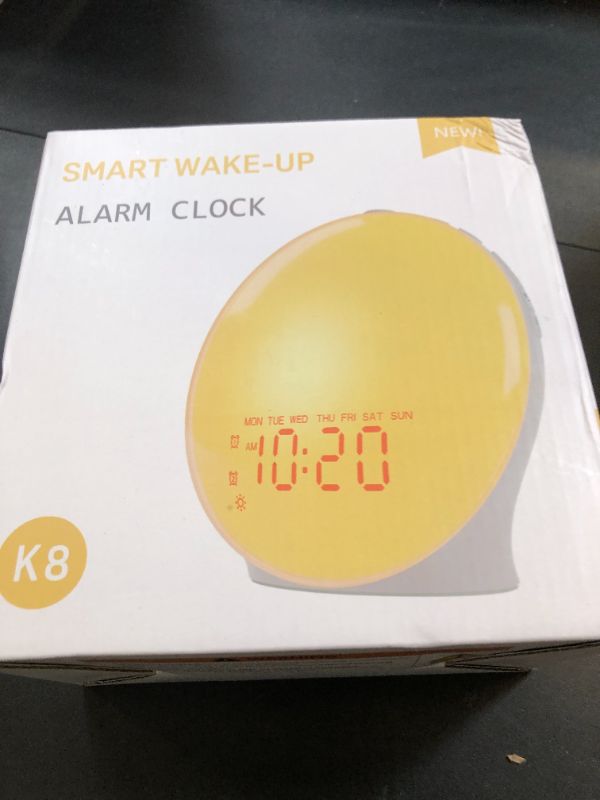 NEW!
SMART WAKE-UP
ALARM CLOCK
MON TUE WED THU FRI SAT SUN
AM 10:20
K8